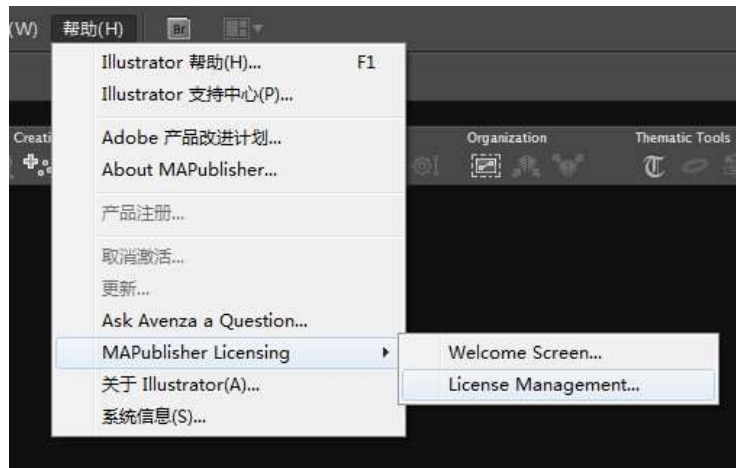 (W) 帮助(H) Br
Illustrator 帮助(H)... F1
Illustrator 支持中心(P)...
Creati Organization Thematic Tools
Adobe 产品改进计划...
About MAPublisher...
产品注册...
取消激活...
更新...
Ask Avenza a Question...
MAPublisher Licensing
Welcome Screen...
关于 Illustrator(A)...
License Management...
系统信息(S)...